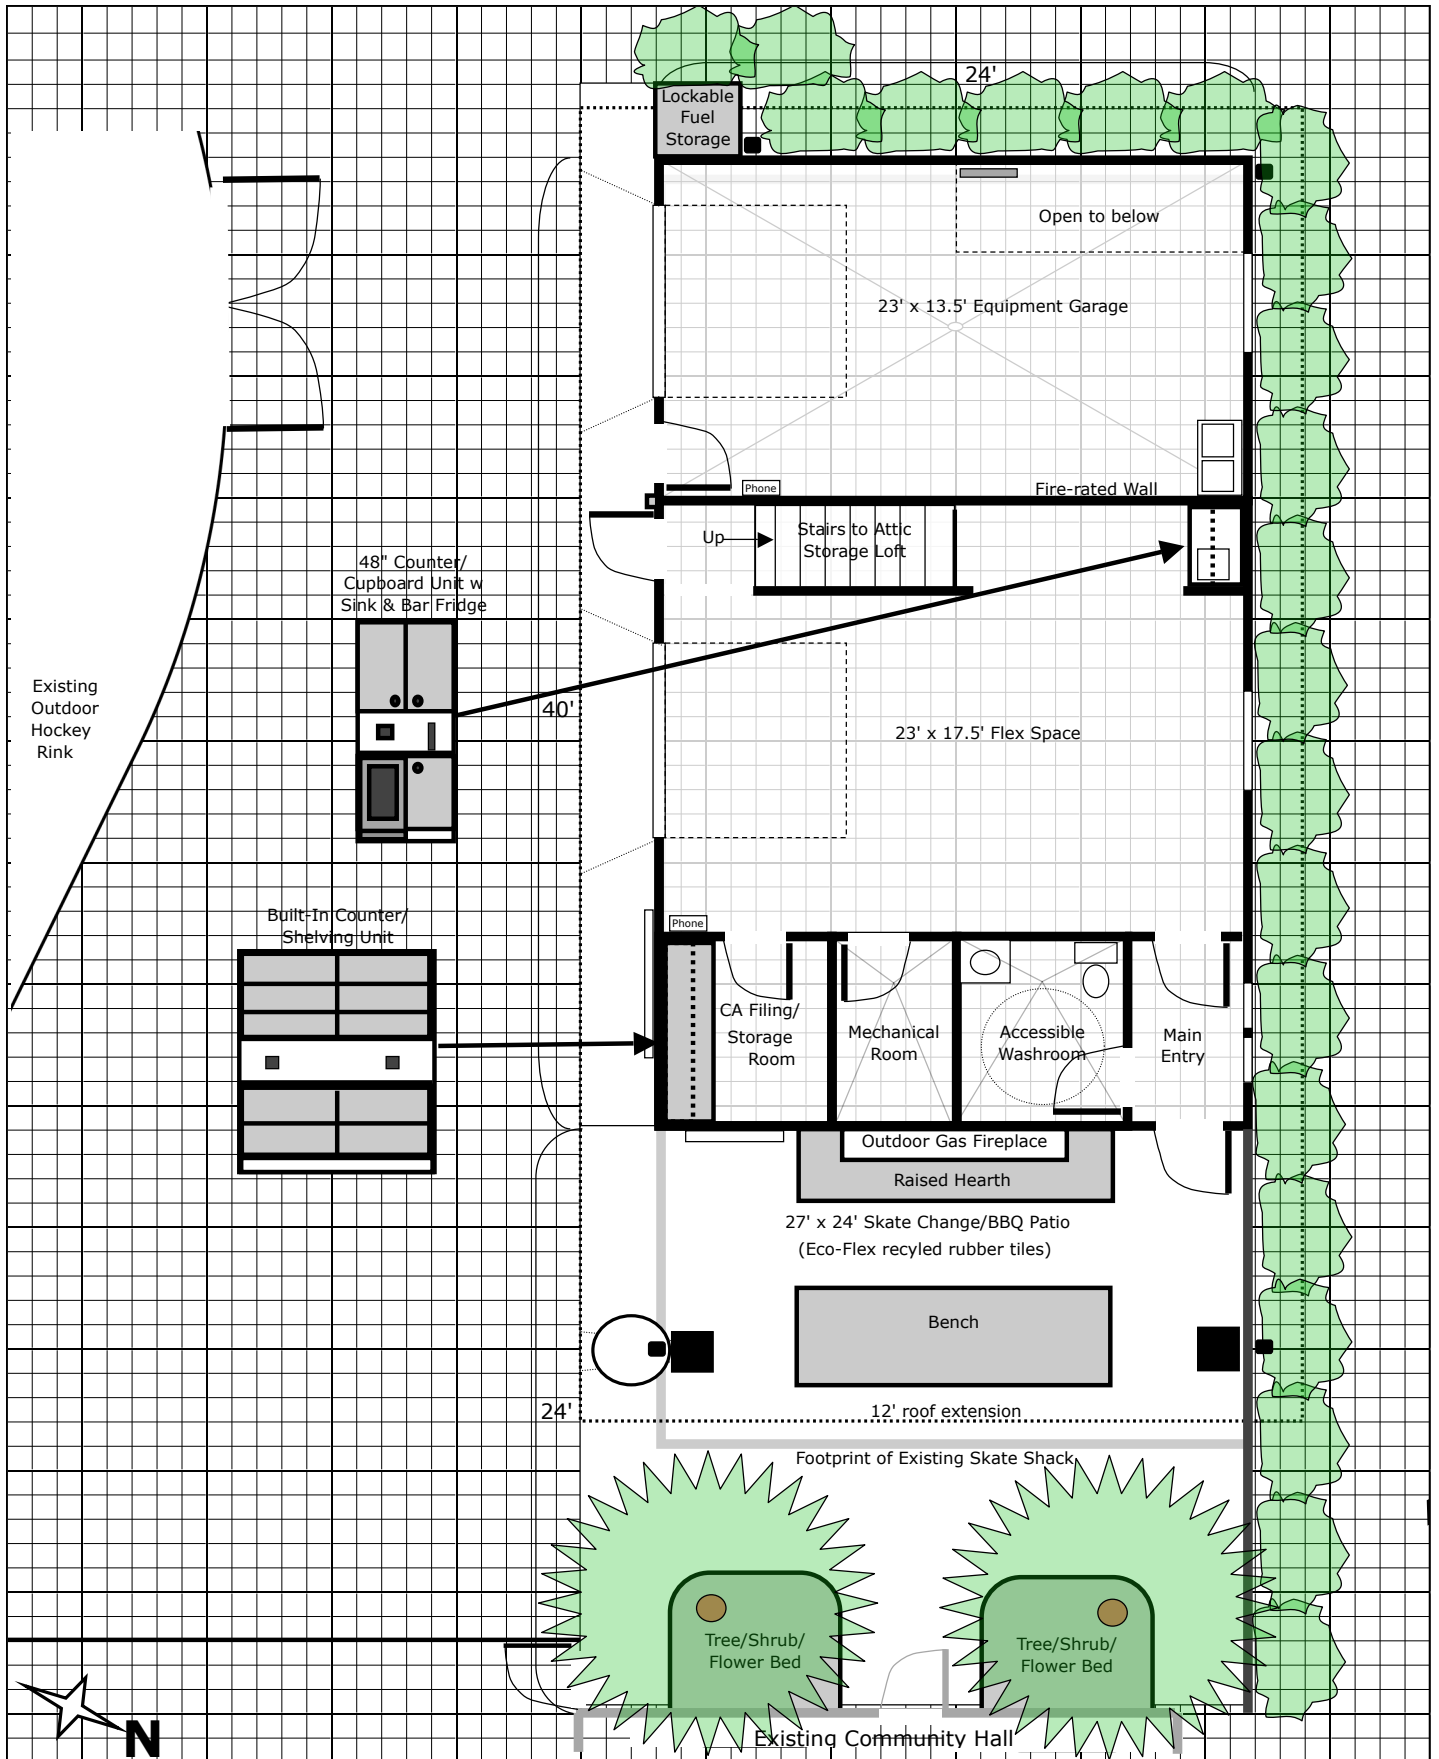 24'
Lockable
Fuel
Storage
Open to below
23' x 13.5' Equipment Garage
Phone
Fire-rated Wall
Up
Stairs to Attic
Storage Loft
48" Counter/
Cupboard Unit w
Sink & Bar Fridge
Existing
Outdoor
Hockey
Rink
40'
23' x 17.5' Flex Space
Built-In Counter/
Shelving Unit
Phone
CA Filing/
Storage
Room
Mechanical
Room
Accessible
Washroom
Main
Entry
Outdoor Gas Fireplace
Raised Hearth
27' x 24' Skate Change/BBQ Patio
(Eco-Flex recyled rubber tiles)
Bench
24'
12' roof extension
Footprint of Existing Skate Shack
Tree/Shrub/
Flower Bed
Tree/Shrub/
Flower Bed
N
Existing Community Hall